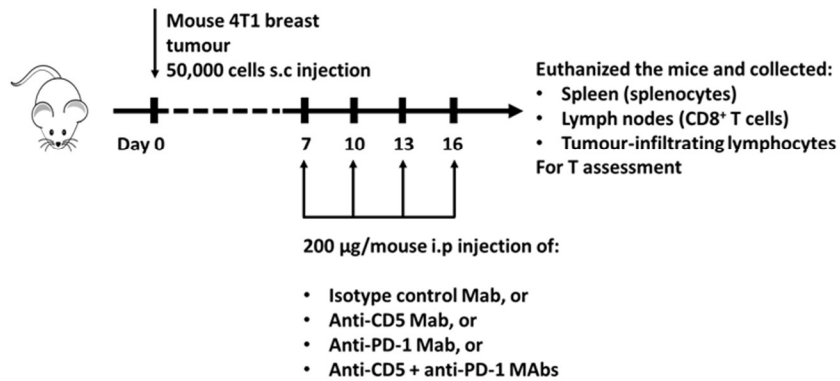 Mouse 4T1 breast
tumour
50,000 cells s.c injection
Euthanized the mice and collected:
• Spleen (splenocytes)
• Lymph nodes (CD8⁺ T cells)
• Tumour-infiltrating lymphocytes
For T assessment
Day 0
7
10
13
16
200 µg/mouse i.p injection of:
• Isotype control Mab, or
• Anti-CD5 Mab, or
• Anti-PD-1 Mab, or
• Anti-CD5 + anti-PD-1 MAbs